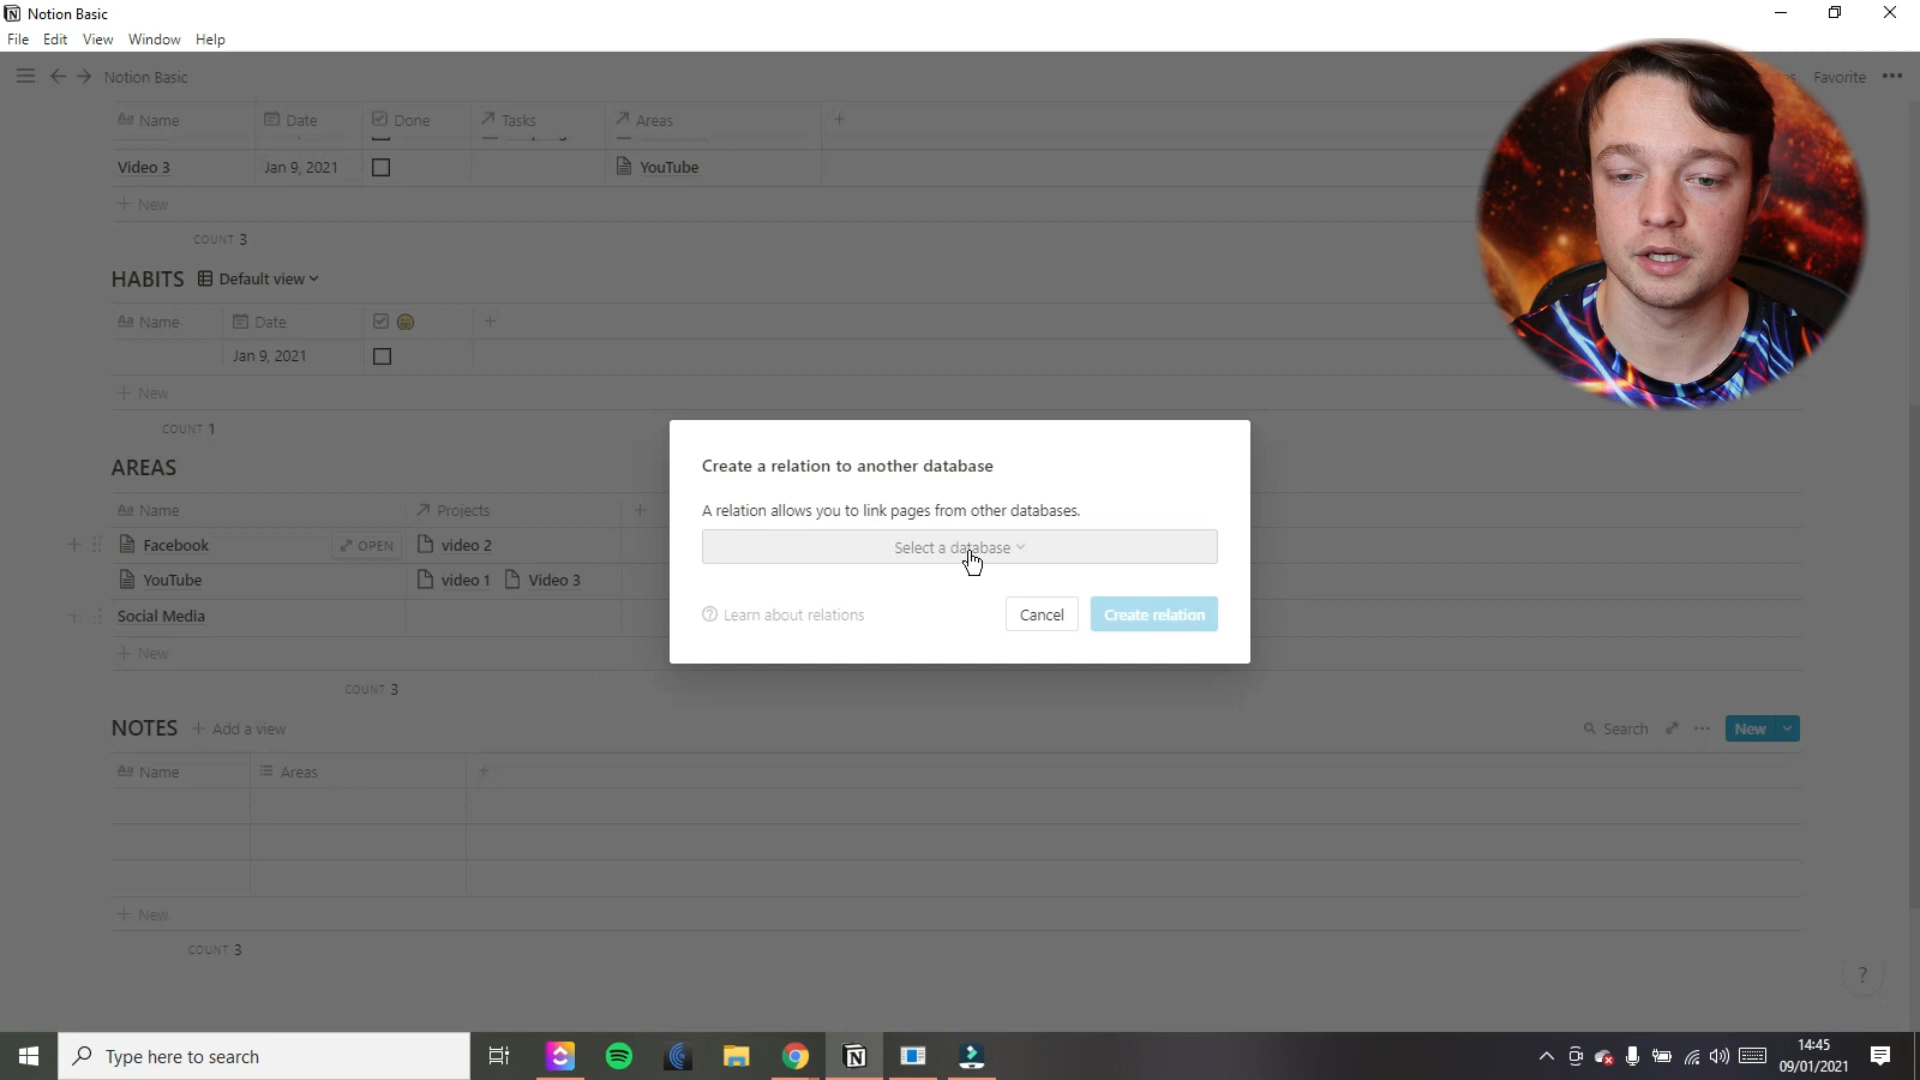 Notion Basic
File Edit View Window Help
Notion Basic
Favorite
Name Date Done Tasks Areas
Video 3 Jan 9, 2021 YouTube
New
COUNT 3
HABITS Default view
Name Date
Jan 9, 2021
New
COUNT 1
AREAS
Name Projects
Facebook OPEN video 2
YouTube video 1 Video 3
Social Media
New
COUNT 3
Create a relation to another database
A relation allows you to link pages from other databases.
Select a database
Learn about relations Cancel Create relation
NOTES Add a view Search New
Name Areas
New
COUNT 3
?
Type here to search
14:45
09/01/2021